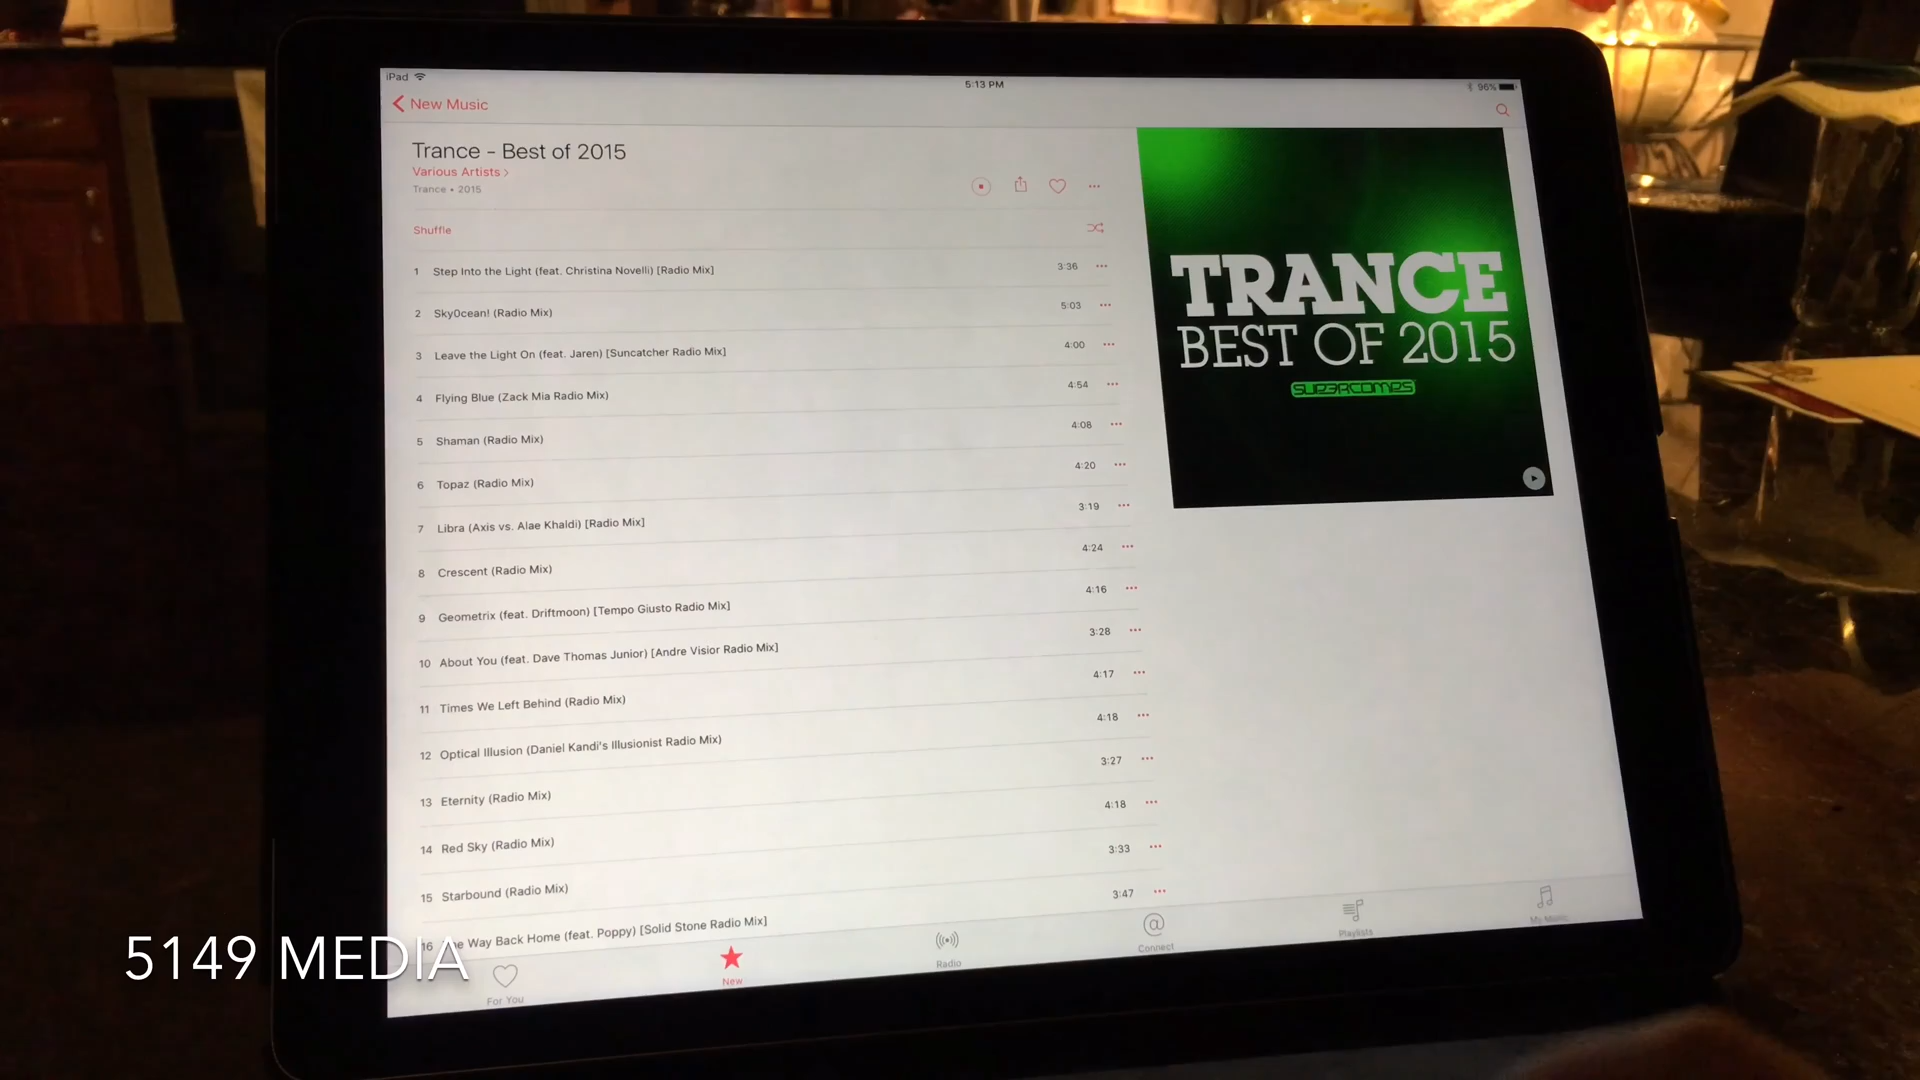 iPad
5:13 PM
96%
New Music
Trance - Best of 2015
Various Artists
Trance • 2015
Shuffle
1 Step Into the Light (feat. Christina Novelli) [Radio Mix] 3:36
2 Sky0cean! (Radio Mix) 5:03
3 Leave the Light On (feat. Jaren) [Suncatcher Radio Mix] 4:00
4 Flying Blue (Zack Mia Radio Mix) 4:54
5 Shaman (Radio Mix) 4:08
6 Topaz (Radio Mix) 4:20
7 Libra (Axis vs. Alae Khaldi) [Radio Mix] 3:19
8 Crescent (Radio Mix) 4:24
9 Geometrix (feat. Driftmoon) [Tempo Giusto Radio Mix] 4:16
10 About You (feat. Dave Thomas Junior) [Andre Visior Radio Mix] 3:28
11 Times We Left Behind (Radio Mix) 4:17
12 Optical Illusion (Daniel Kandi's Illusionist Radio Mix) 4:18
13 Eternity (Radio Mix) 3:27
14 Red Sky (Radio Mix) 4:18
15 Starbound (Radio Mix) 3:33
16 Way Back Home (feat. Poppy) [Solid Stone Radio Mix] 3:47
TRANCE
BEST OF 2015
SUP3RCOMPS
For You
New
Radio
Connect
Playlists
My Music
5149 MEDIA